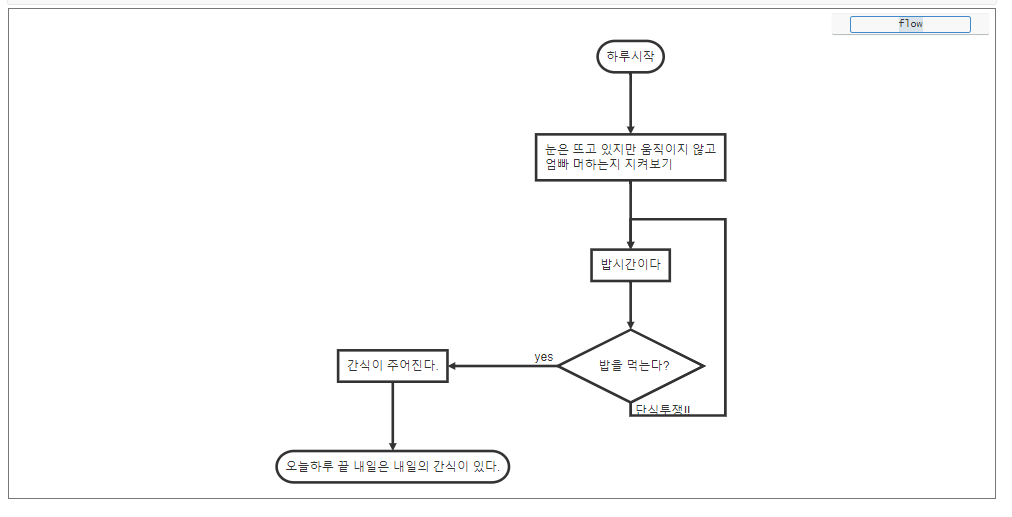 flow
하루시작
눈은 뜨고 있지만 움직이지 않고
엄빠 머하는지 지켜보기
밥시간이다
밥을 먹는다?
yes
간식이 주어진다.
단식투쟁!!
오늘하루 끝 내일은 내일의 간식이 있다.